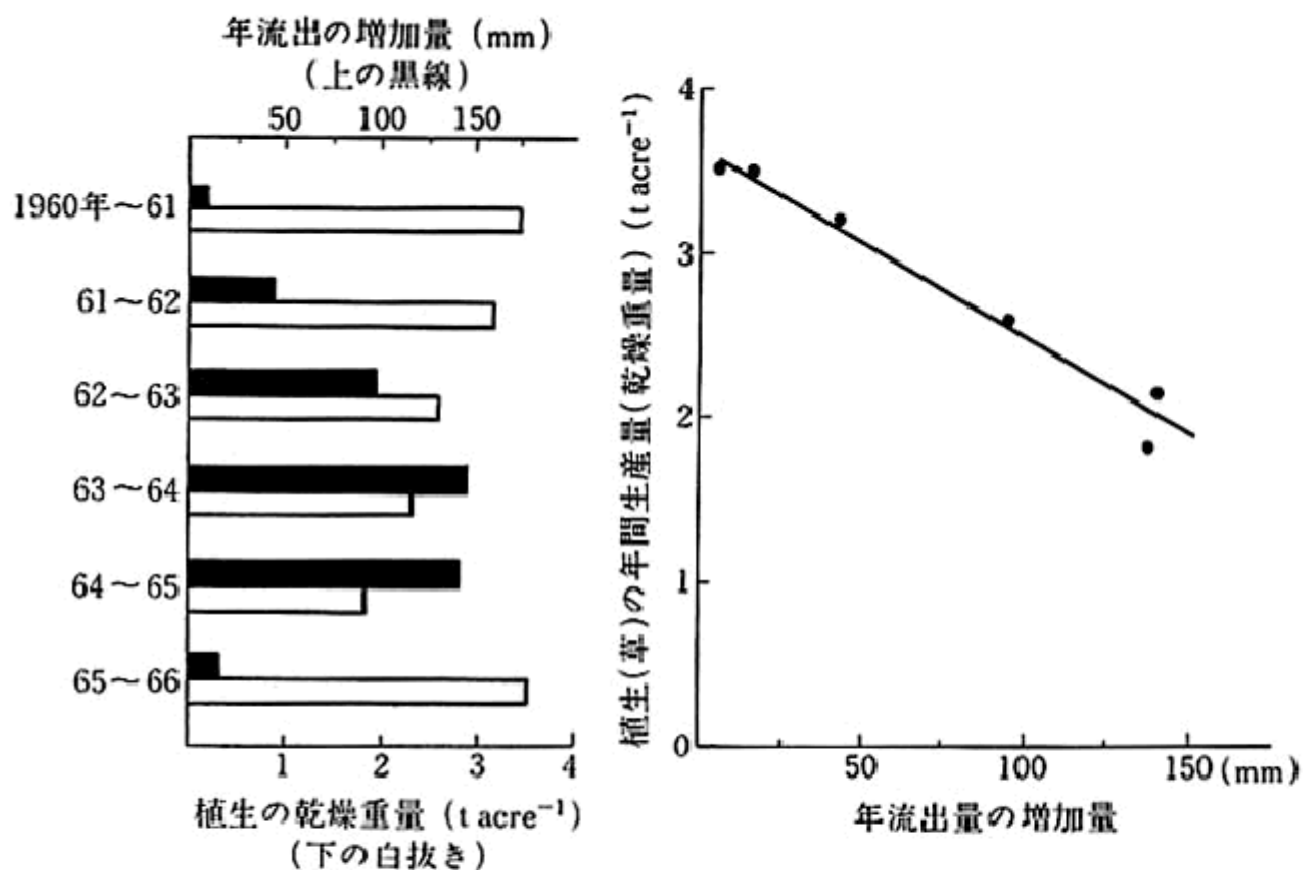 年流出の増加量 (mm)
(上の黒線)
50 100 150
1960年～61
61～62
62～63
63～64
64～65
65～66
1 2 3 4
植生の乾燥重量 (t acre⁻¹)
(下の白抜き)
植生(草)の年間生産量(乾燥重量) (t acre⁻¹)
4
3
2
1
0
50 100 150 (mm)
年流出量の増加量